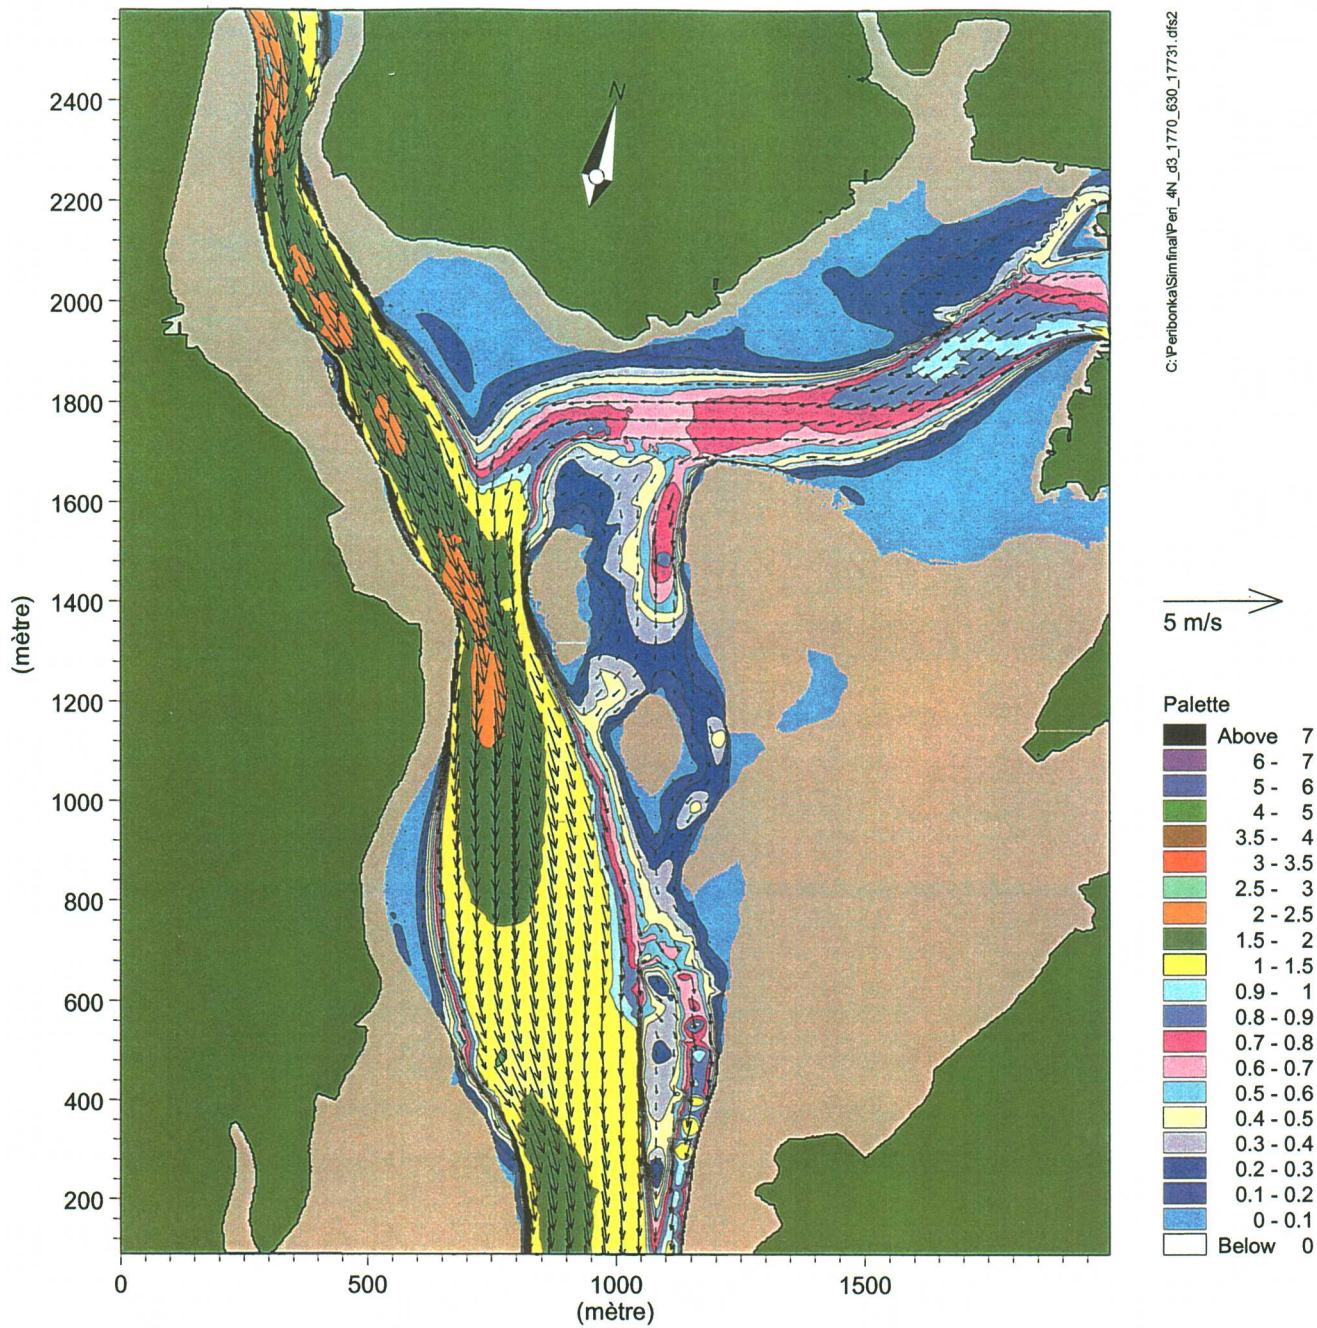 2400
2200
2000
1800
1600
1400
1200
1000
800
600
400
200
(mètre)
0
500
1000
1500
(mètre)
N
C:\Peribonka\Simfinal\Peri_4N_d3_1770_630_17731.dfs2
5 m/s
Palette
Above 7
6 - 7
5 - 6
4 - 5
3.5 - 4
3 - 3.5
2.5 - 3
2 - 2.5
1.5 - 2
1 - 1.5
0.9 - 1
0.8 - 0.9
0.7 - 0.8
0.6 - 0.7
0.5 - 0.6
0.4 - 0.5
0.3 - 0.4
0.2 - 0.3
0.1 - 0.2
0 - 0.1
Below 0